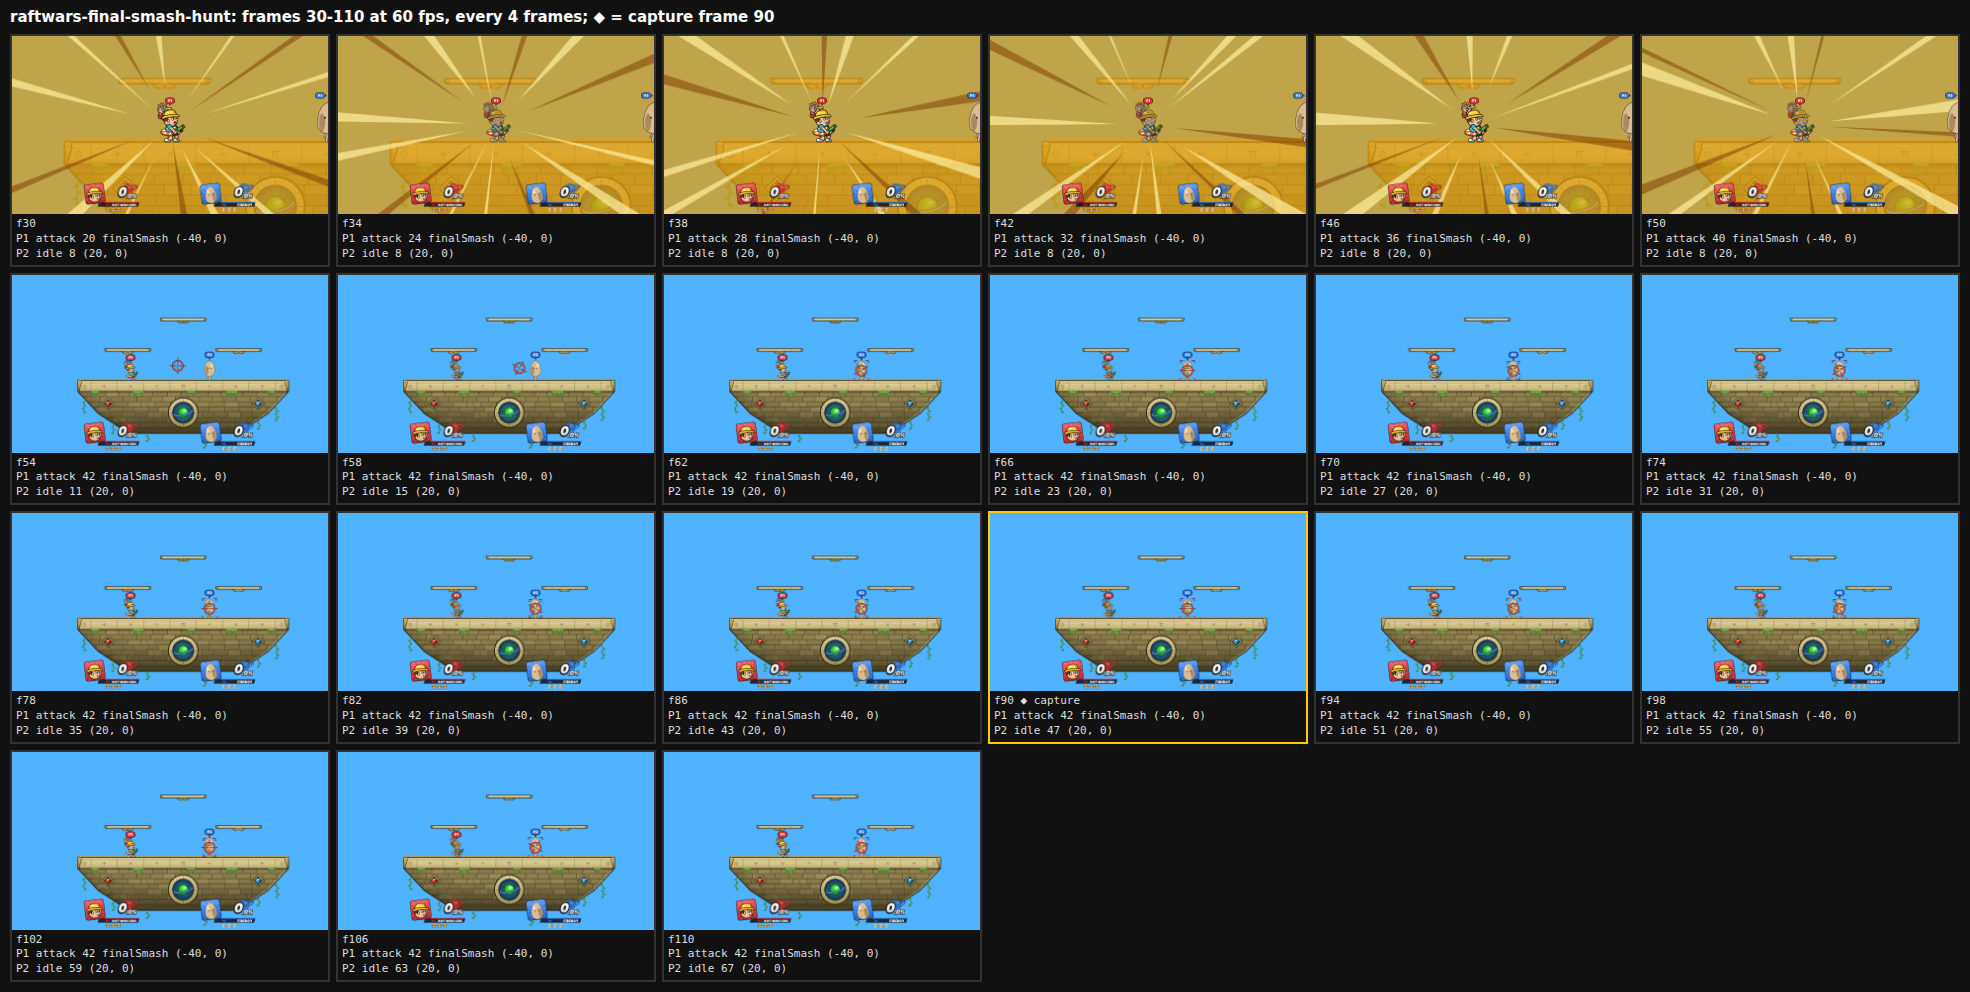 raftwars-final-smash-hunt: frames 30-110 at 60 fps, every 4 frames; ◆ = capture frame 90
f30
P1 attack 20 finalSmash (-40, 0)
P2 idle 8 (20, 0)
f34
P1 attack 24 finalSmash (-40, 0)
P2 idle 8 (20, 0)
f38
P1 attack 28 finalSmash (-40, 0)
P2 idle 8 (20, 0)
f42
P1 attack 32 finalSmash (-40, 0)
P2 idle 8 (20, 0)
f46
P1 attack 36 finalSmash (-40, 0)
P2 idle 8 (20, 0)
f50
P1 attack 40 finalSmash (-40, 0)
P2 idle 8 (20, 0)
f54
P1 attack 42 finalSmash (-40, 0)
P2 idle 11 (20, 0)
f58
P1 attack 42 finalSmash (-40, 0)
P2 idle 15 (20, 0)
f62
P1 attack 42 finalSmash (-40, 0)
P2 idle 19 (20, 0)
f66
P1 attack 42 finalSmash (-40, 0)
P2 idle 23 (20, 0)
f70
P1 attack 42 finalSmash (-40, 0)
P2 idle 27 (20, 0)
f74
P1 attack 42 finalSmash (-40, 0)
P2 idle 31 (20, 0)
f78
P1 attack 42 finalSmash (-40, 0)
P2 idle 35 (20, 0)
f82
P1 attack 42 finalSmash (-40, 0)
P2 idle 39 (20, 0)
f86
P1 attack 42 finalSmash (-40, 0)
P2 idle 43 (20, 0)
f90 ◆ capture
P1 attack 42 finalSmash (-40, 0)
P2 idle 47 (20, 0)
f94
P1 attack 42 finalSmash (-40, 0)
P2 idle 51 (20, 0)
f98
P1 attack 42 finalSmash (-40, 0)
P2 idle 55 (20, 0)
f102
P1 attack 42 finalSmash (-40, 0)
P2 idle 59 (20, 0)
f106
P1 attack 42 finalSmash (-40, 0)
P2 idle 63 (20, 0)
f110
P1 attack 42 finalSmash (-40, 0)
P2 idle 67 (20, 0)